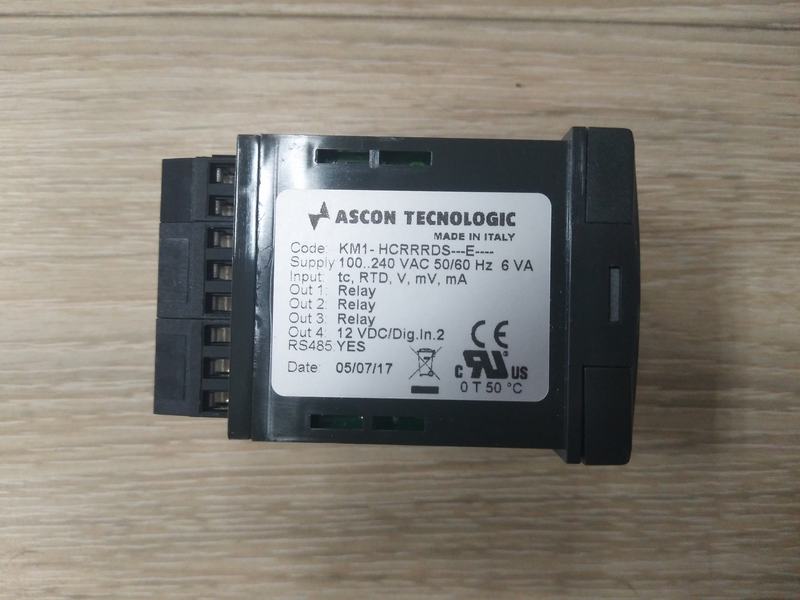 ASCON TECNOLOGIC
MADE IN ITALY
Code: KM1-HCRRRDS---E----
Supply 100..240 VAC 50/60 Hz 6 VA
Input: tc, RTD, V, mV, mA
Out 1: Relay
Out 2: Relay
Out 3: Relay
Out 4: 12 VDC/Dig.In.2
RS485:YES
Date: 05/07/17
CE
c RU US
0 T 50 °C